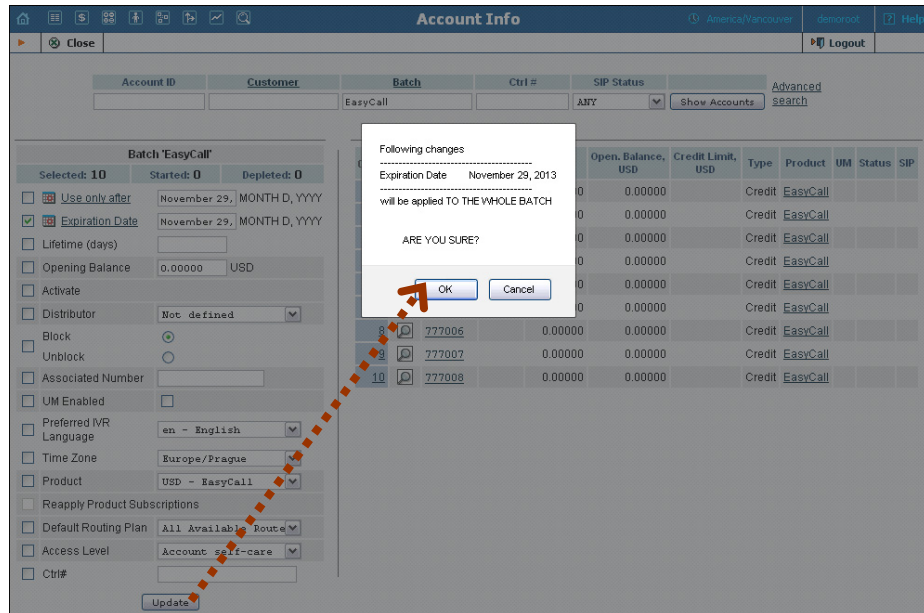 Account Info
America/Vancouver demoroot Help
Close Logout
Account ID Customer Batch Ctrl # SIP Status
EasyCall ANY Show Accounts Advanced search
Batch 'EasyCall'
Selected: 10 Started: 0 Depleted: 0
Use only after November 29, MONTH D, YYYY
Expiration Date November 29, MONTH D, YYYY
Lifetime (days)
Opening Balance 0.00000 USD
Activate
Distributor Not defined
Block
Unblock
Associated Number
UM Enabled
Preferred IVR Language en - English
Time Zone Europe/Prague
Product USD - EasyCall
Reapply Product Subscriptions
Default Routing Plan All Available Route
Access Level Account self-care
Ctrl#
Update
Following changes
----------------------------------------
Expiration Date November 29, 2013
----------------------------------------
will be applied TO THE WHOLE BATCH
ARE YOU SURE?
OK Cancel
Open. Balance, USD Credit Limit, USD Type Product UM Status SIP
0.00000 Credit EasyCall
0.00000 Credit EasyCall
0.00000 Credit EasyCall
0.00000 Credit EasyCall
0.00000 Credit EasyCall
0.00000 Credit EasyCall
8 777006 0.00000 0.00000 Credit EasyCall
9 777007 0.00000 0.00000 Credit EasyCall
10 777008 0.00000 0.00000 Credit EasyCall